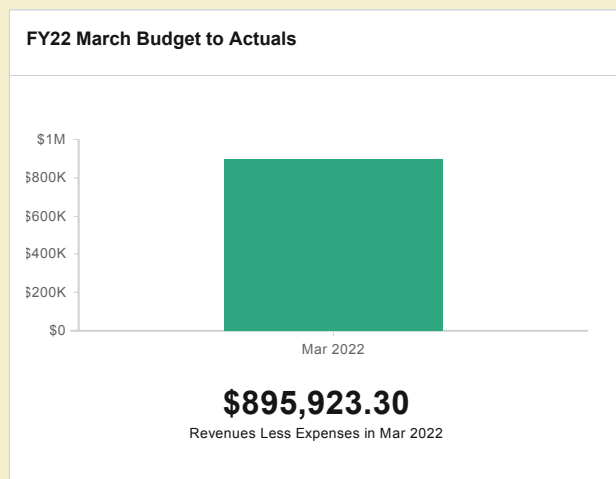 FY22 March Budget to Actuals
$1M
$800K
$600K
$400K
$200K
$0
Mar 2022
$895,923.30
Revenues Less Expenses in Mar 2022